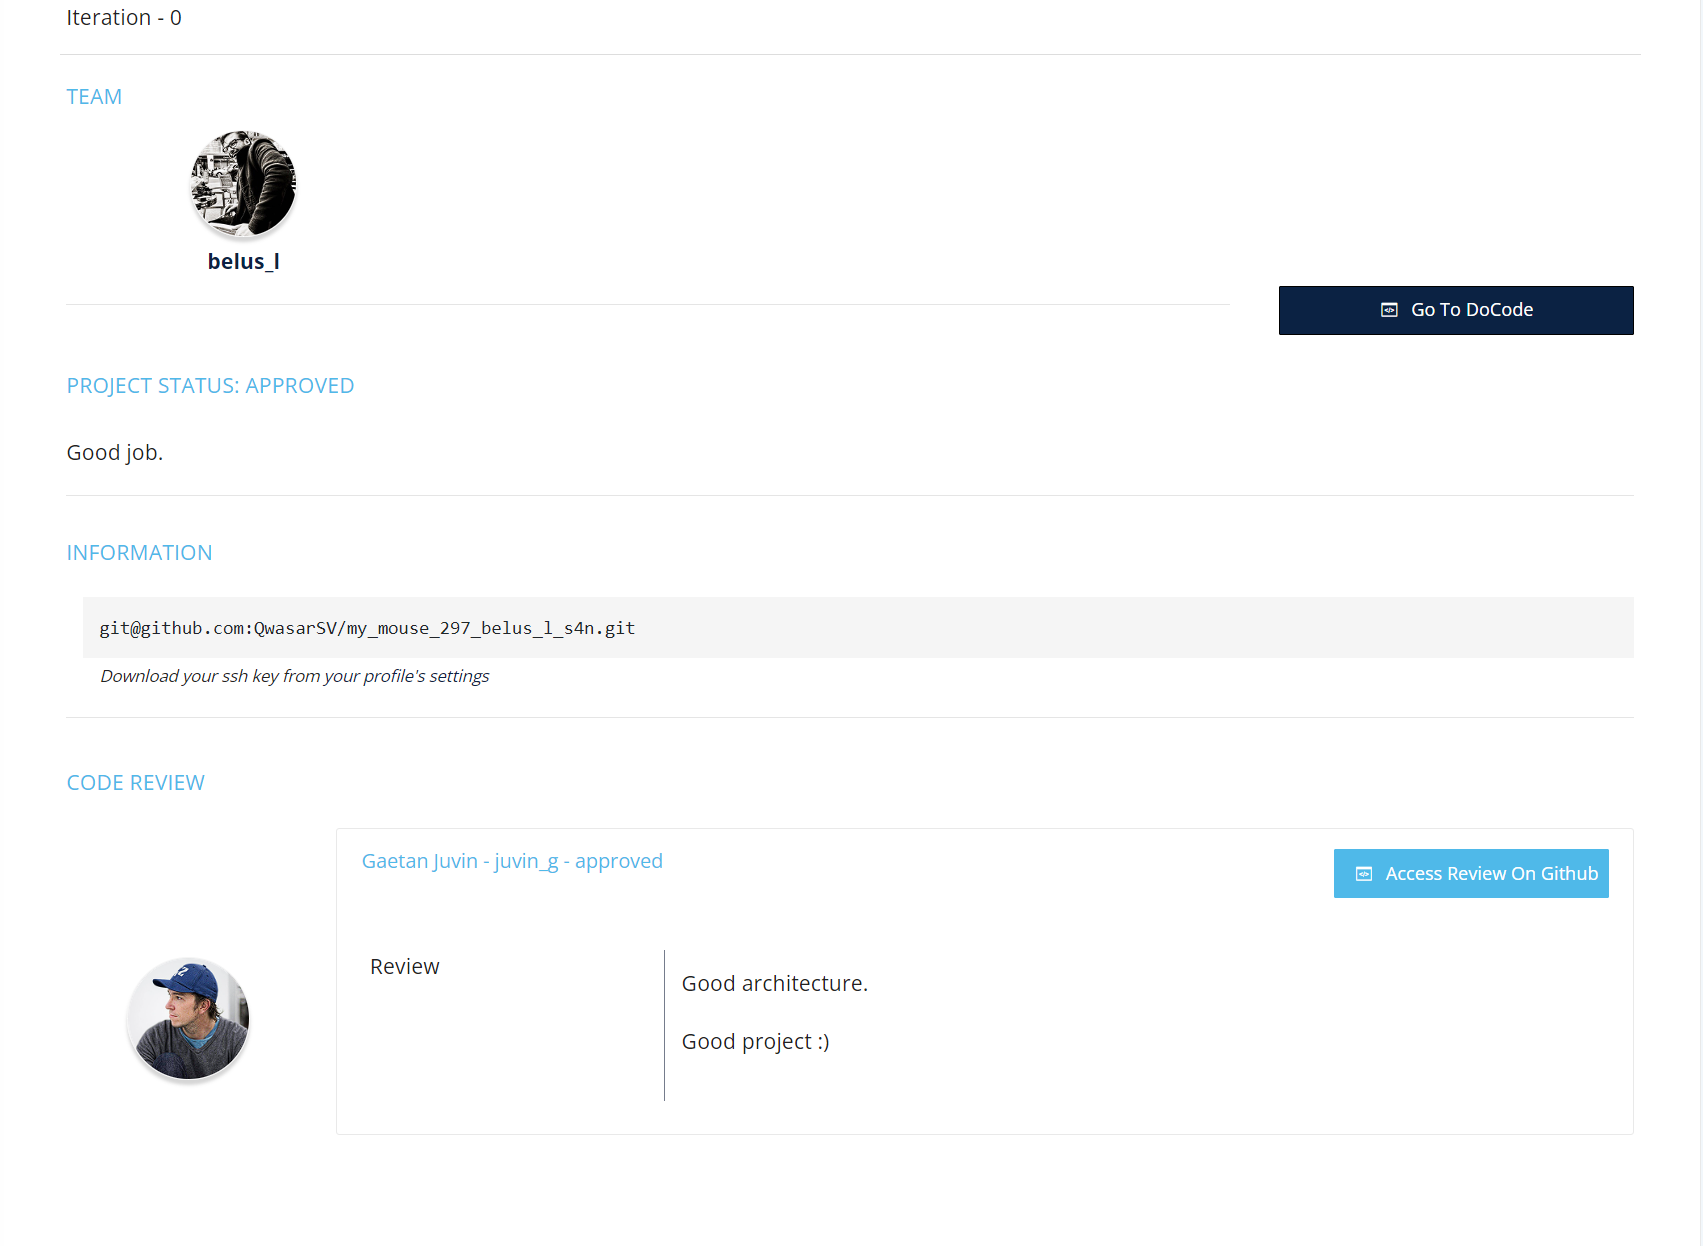 Iteration - 0
TEAM
belus_l
Go To DoCode
PROJECT STATUS: APPROVED
Good job.
INFORMATION
git@github.com:QwasarSV/my_mouse_297_belus_l_s4n.git
Download your ssh key from your profile's settings
CODE REVIEW
Gaetan Juvin - juvin_g - approved
Access Review On Github
Review
Good architecture.
Good project :)